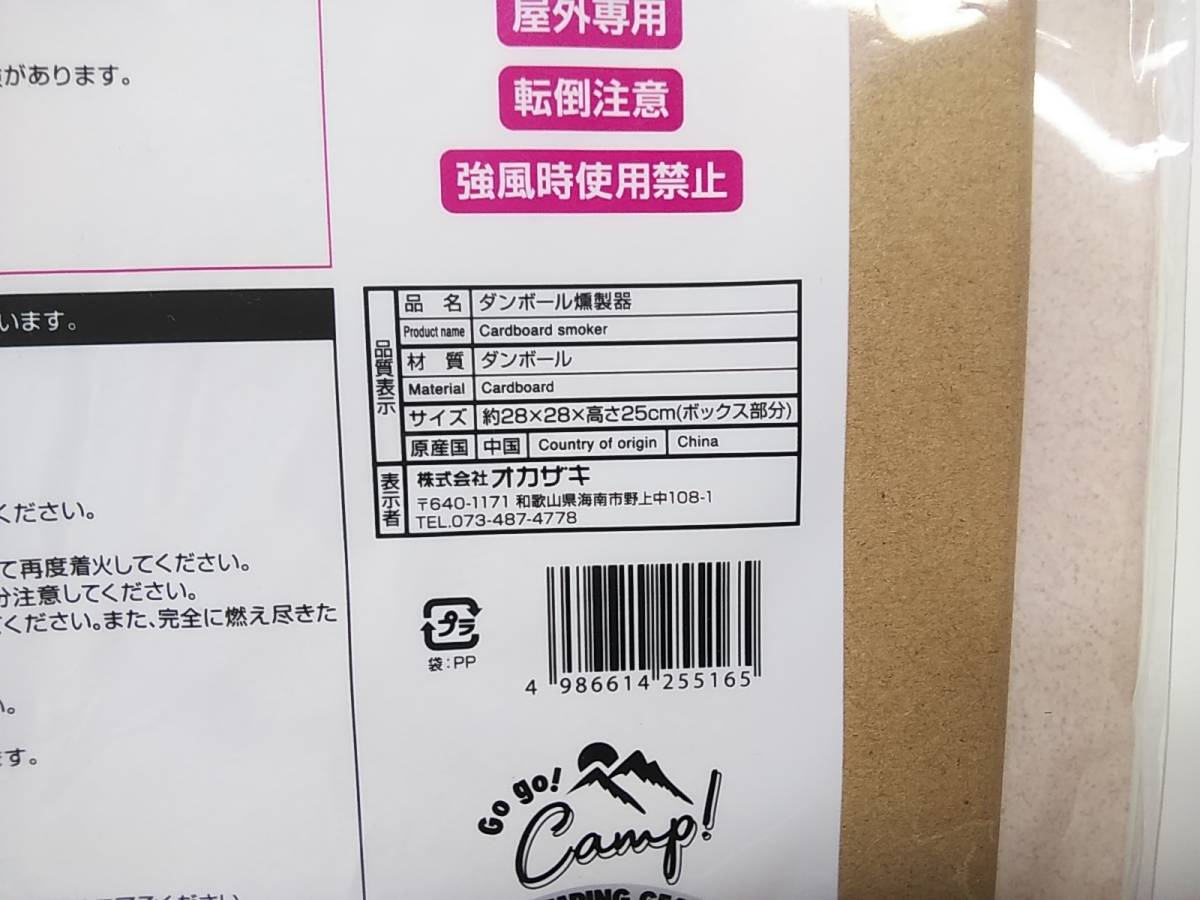 屋外専用
転倒注意
強風時使用禁止
があります。
います。
ください。
て再度着火してください。
分注意してください。
ください。また、完全に燃え尽きた
い。
ます。
品質表示
品 名 ダンボール燻製器
Product name Cardboard smoker
材 質 ダンボール
Material Cardboard
サイズ 約28×28×高さ25cm(ボックス部分)
原産国 中国 Country of origin China
表示者
株式会社オカザキ
〒640-1171 和歌山県海南市野上中108-1
TEL.073-487-4778
プラ
袋:PP
4 986614 255165
Go go!
Camp!